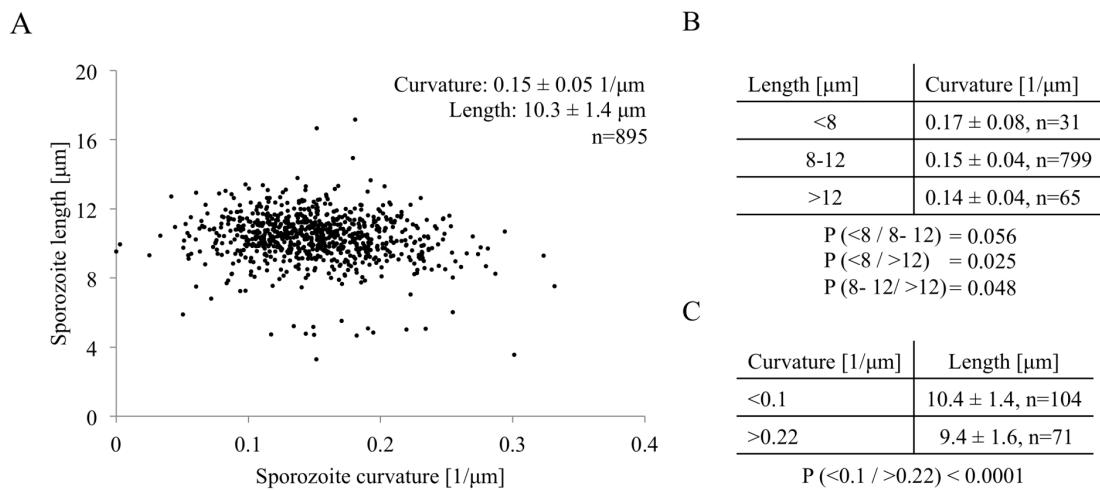 A
20
16
12
8
4
0
0
0.1
0.2
0.3
0.4
Sporozoite length [μm]
Sporozoite curvature [1/μm]
Curvature: 0.15 ± 0.05 1/μm
Length: 10.3 ± 1.4 μm
n=895
B
Length [μm] Curvature [1/μm]
<8 0.17 ± 0.08, n=31
8-12 0.15 ± 0.04, n=799
>12 0.14 ± 0.04, n=65
P (<8 / 8- 12) = 0.056
P (<8 / >12) = 0.025
P (8- 12/ >12) = 0.048
C
Curvature [1/μm] Length [μm]
<0.1 10.4 ± 1.4, n=104
>0.22 9.4 ± 1.6, n=71
P (<0.1 / >0.22) < 0.0001